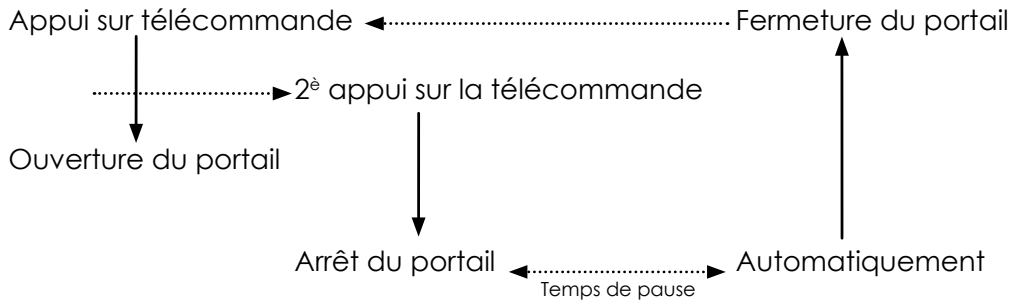 Appui sur télécommande
Fermeture du portail
2è appui sur la télécommande
Ouverture du portail
Arrêt du portail
Automatiquement
Temps de pause